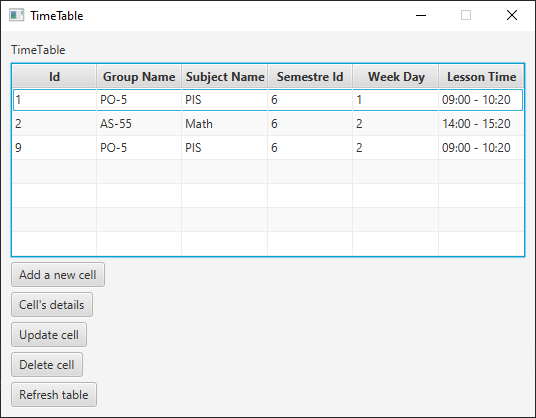 TimeTable
TimeTable
Id Group Name Subject Name Semestre Id Week Day Lesson Time
1 PO-5 PIS 6 1 09:00 - 10:20
2 AS-55 Math 6 2 14:00 - 15:20
9 PO-5 PIS 6 2 09:00 - 10:20
Add a new cell
Cell's details
Update cell
Delete cell
Refresh table